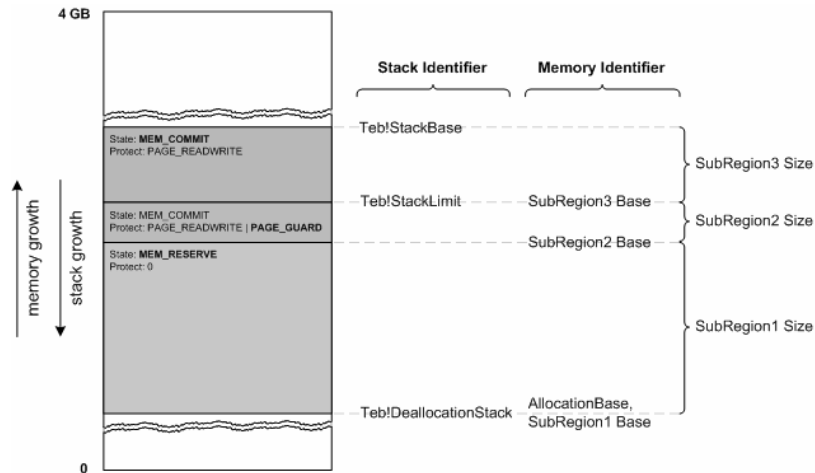 4 GB
Stack Identifier
Memory Identifier
Teb!StackBase
State: MEM_COMMIT
Protect: PAGE_READWRITE
SubRegion3 Size
Teb!StackLimit
SubRegion3 Base
State: MEM_COMMIT
Protect: PAGE_READWRITE | PAGE_GUARD
SubRegion2 Size
SubRegion2 Base
State: MEM_RESERVE
Protect: 0
memory growth
stack growth
SubRegion1 Size
Teb!DeallocationStack
AllocationBase,
SubRegion1 Base
0